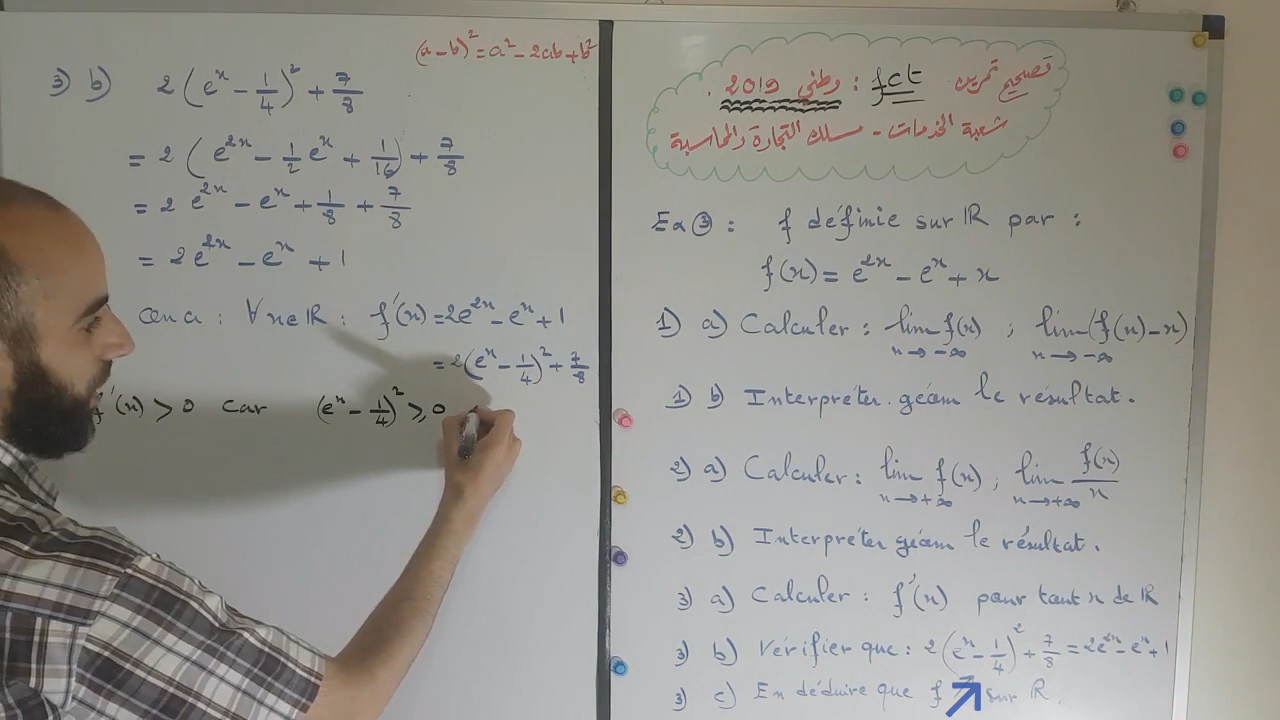 (a-b)² = a² - 2ab + b²
3) b) 2(eˣ - 1/4)² + 7/8
= 2(e²ˣ - 1/2 eˣ + 1/16) + 7/8
= 2e²ˣ - eˣ + 1/8 + 7/8
= 2e²ˣ - eˣ + 1
on a : ∀x∈ℝ : f'(x) = 2e²ˣ - eˣ + 1
= 2(eˣ - 1/4)² + 7/8
f'(x) > 0 car (eˣ - 1/4)² ⩾ 0
تصحيح تمرين fct : وطني 2019 .
شعبة الخدمات - مسلك التجارة والمحاسبة
Ex ③ : f définie sur ℝ par :
f(x) = e²ˣ - eˣ + x
1) a) Calculer : lim f(x) ; lim (f(x) - x)
x→-∞ x→-∞
1) b) Interpréter géom le résultat.
2) a) Calculer : lim f(x) ; lim f(x)/x
x→+∞ x→+∞
2) b) Interpréter géom le résultat.
3) a) Calculer : f'(x) pour tout x de ℝ
3) b) Vérifier que : 2(eˣ - 1/4)² + 7/8 = 2e²ˣ - eˣ + 1
3) c) En déduire que f ↗ sur ℝ.